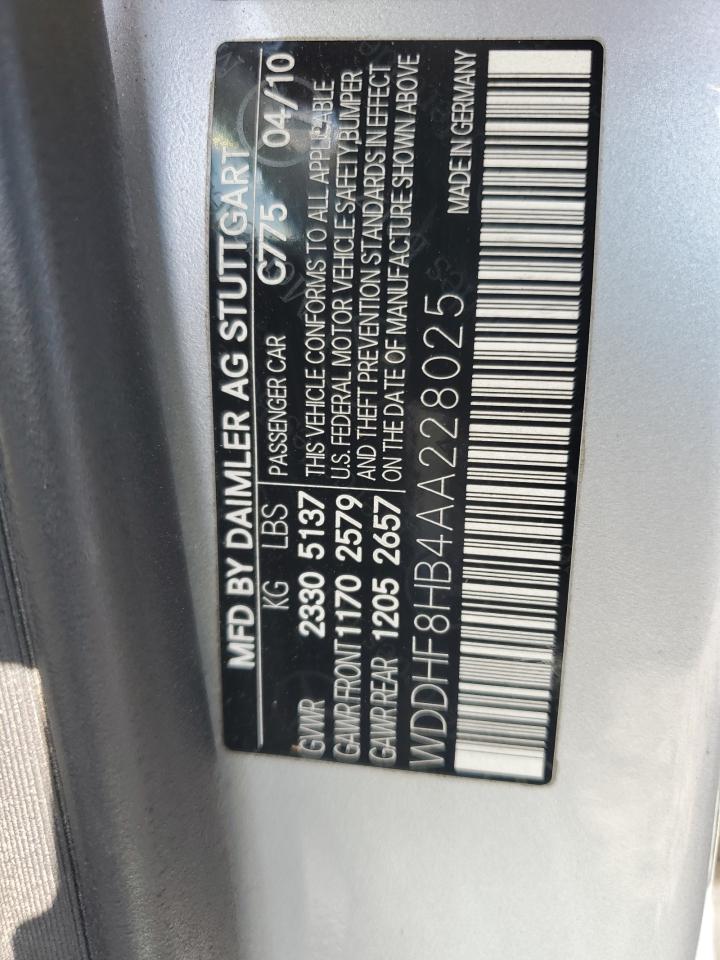 MFD BY DAIMLER AG STUTTGART
KG LBS PASSENGER CAR C775 04/10
GVWR 2330 5137 THIS VEHICLE CONFORMS TO ALL APPLICABLE
GAWR FRONT 1170 2579 U.S. FEDERAL MOTOR VEHICLE SAFETY, BUMPER
GAWR REAR 1205 2657 AND THEFT PREVENTION STANDARDS IN EFFECT
ON THE DATE OF MANUFACTURE SHOWN ABOVE
WDDHF8HB4AA228025 MADE IN GERMANY